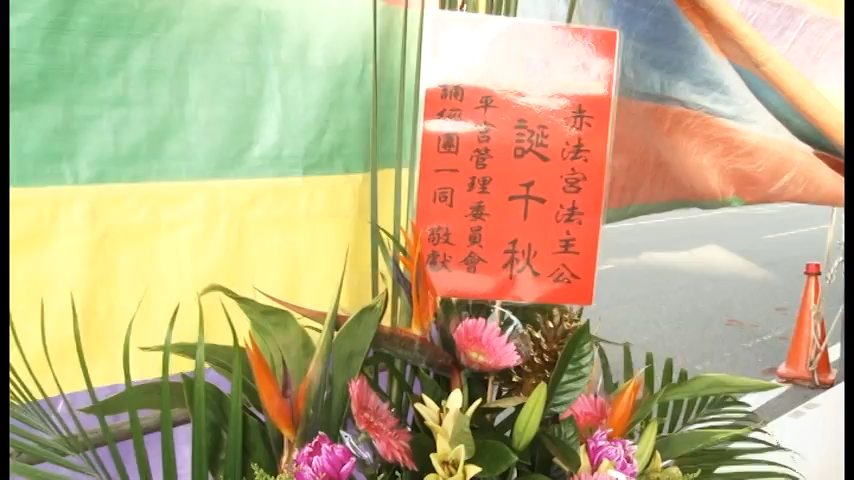 赤法宮法主公
誕千秋
平宮管理委員會
誦經團一同 敬獻